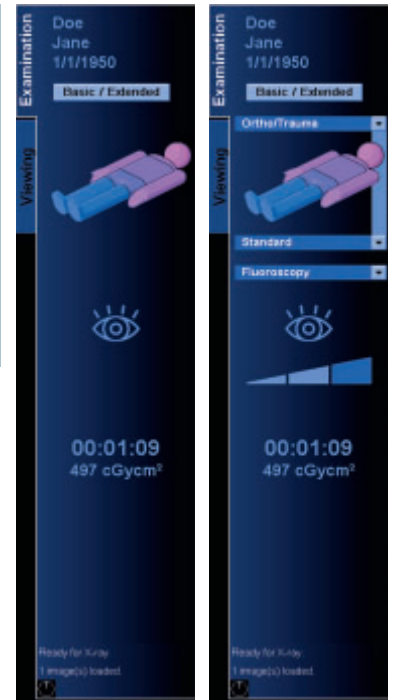 Examination
Viewing
Doe
Jane
1/1/1950
Basic / Extended
00:01:09
497 cGycm²
Ready for X-ray
1 image(s) loaded.
Examination
Viewing
Doe
Jane
1/1/1950
Basic / Extended
Ortho/Trauma
Standard
Fluoroscopy
00:01:09
497 cGycm²
Ready for X-ray
1 image(s) loaded.